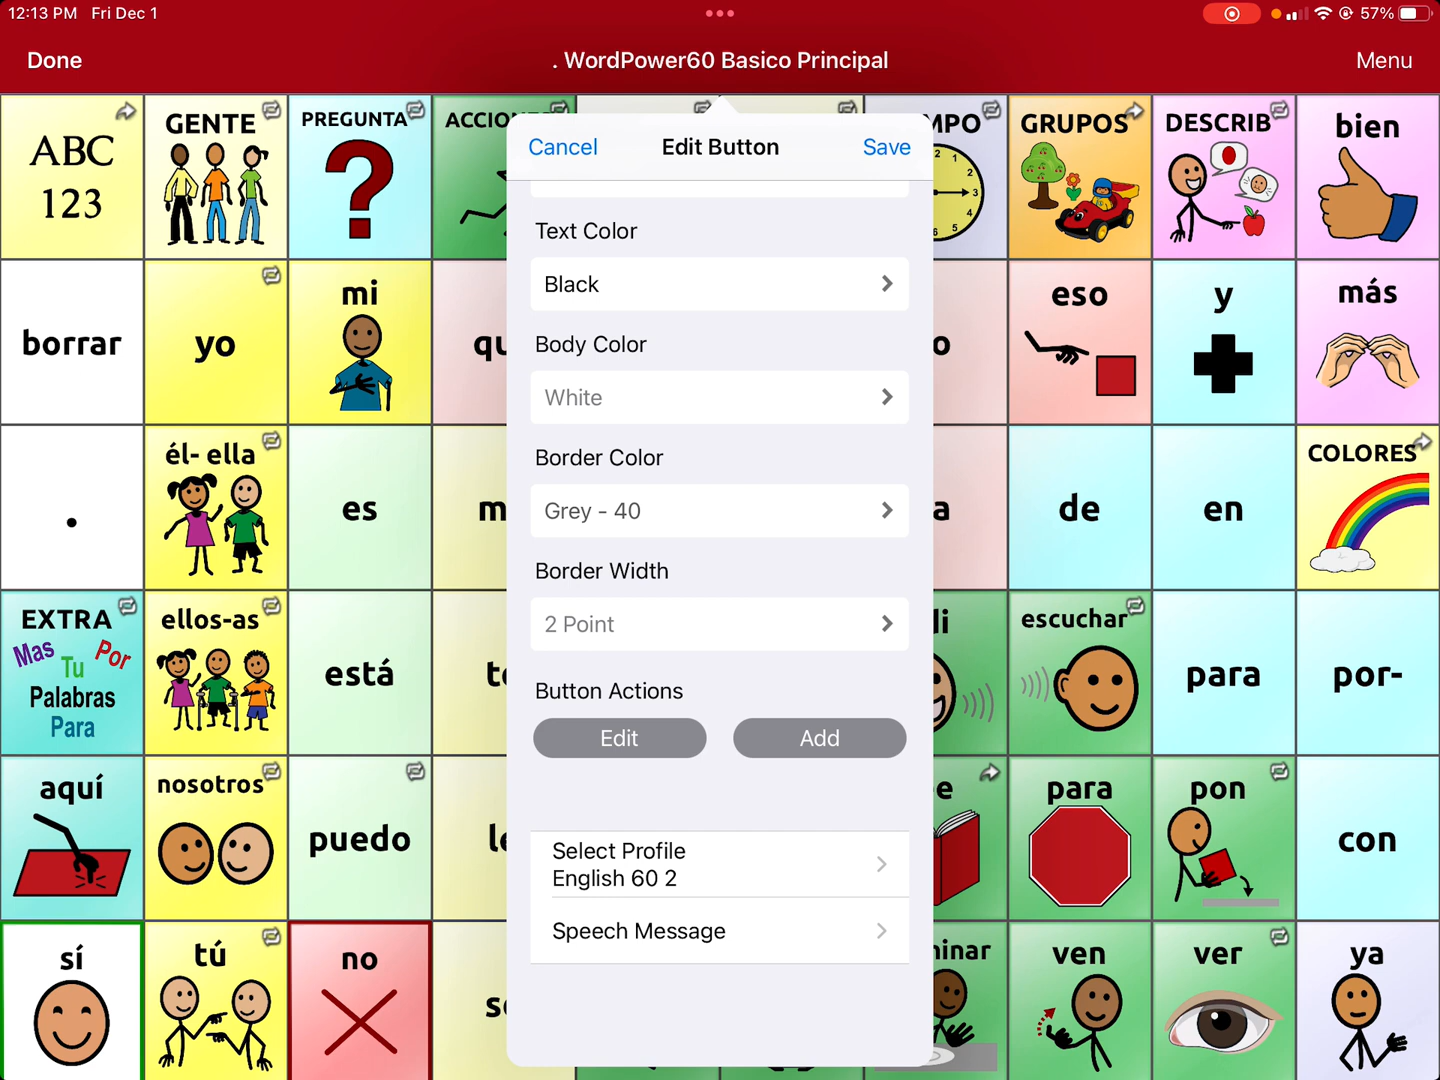 12:13 PM Fri Dec 1
57%
Done
. WordPower60 Basico Principal
Menu
ABC
123
GENTE
PREGUNTA
GRUPOS
DESCRIB
bien
Cancel
Edit Button
Save
Text Color
Black
Body Color
White
Border Color
Grey - 40
Border Width
2 Point
Button Actions
Edit
Add
Select Profile
English 60 2
Speech Message
borrar
yo
mi
eso
y
más
.
él- ella
es
de
en
COLORES
EXTRA
Mas
Tu
Por
Palabras
Para
ellos-as
está
escuchar
para
por-
aquí
nosotros
puedo
para
pon
con
sí
tú
no
ven
ver
ya